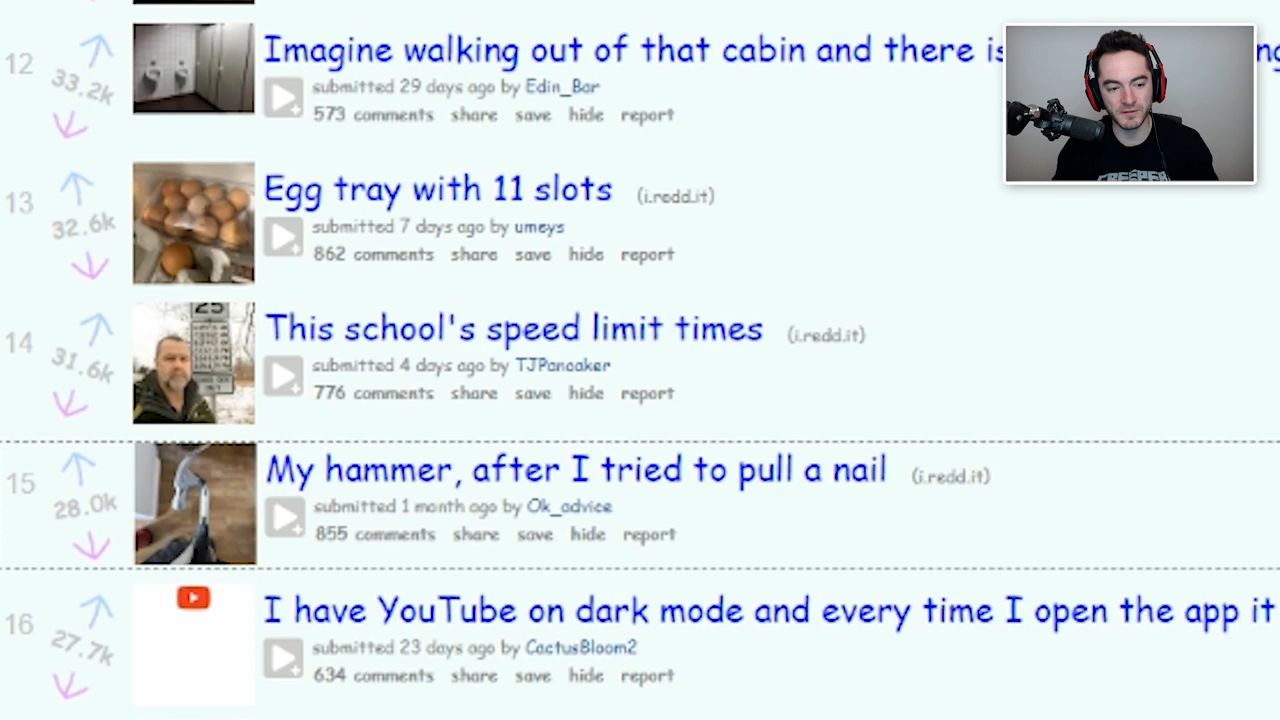 12
33.2k
Imagine walking out of that cabin and there is
submitted 29 days ago by Edin_Bar
573 comments share save hide report
13
32.6k
Egg tray with 11 slots (i.redd.it)
submitted 7 days ago by umeys
862 comments share save hide report
14
31.6k
25
This school's speed limit times (i.redd.it)
submitted 4 days ago by TJPanoaker
776 comments share save hide report
15
28.0k
My hammer, after I tried to pull a nail (i.redd.it)
submitted 1 month ago by Ok_advice
855 comments share save hide report
16
27.7k
I have YouTube on dark mode and every time I open the app it
submitted 23 days ago by CactusBloom2
634 comments share save hide report
CREEPER